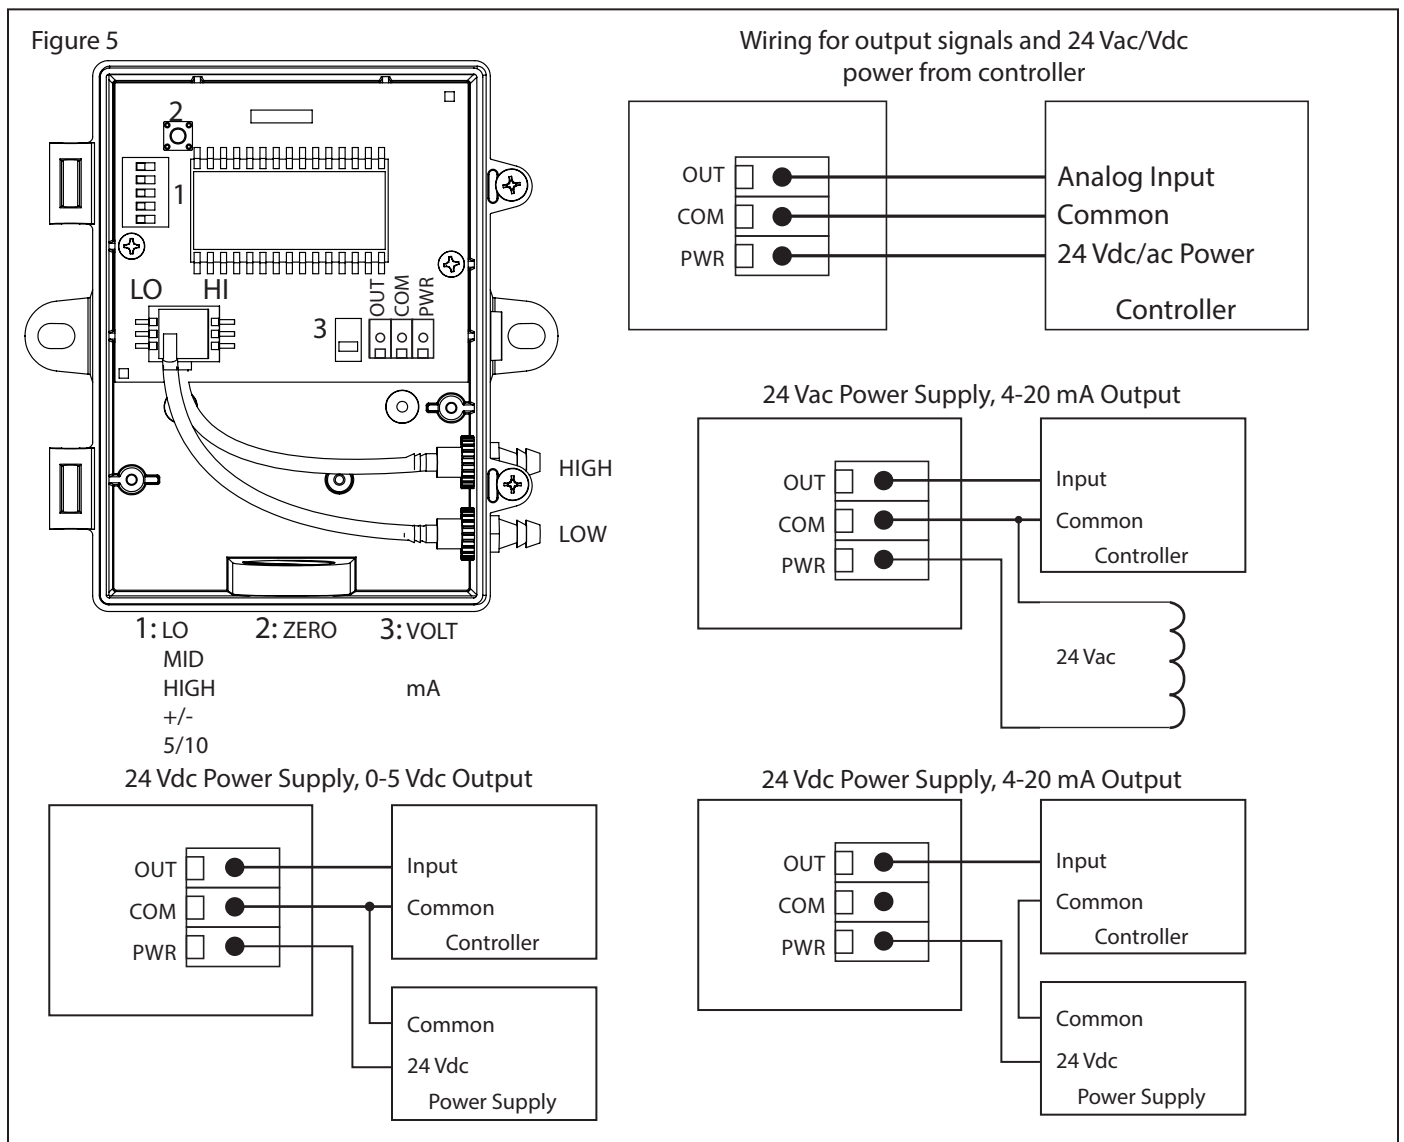 Figure 5
2
1
LO HI
3
OUT
COM
PWR
HIGH
LOW
1: LO
MID
HIGH
+/-
5/10
2: ZERO
3: VOLT
mA
Wiring for output signals and 24 Vac/Vdc
power from controller
OUT
COM
PWR
Analog Input
Common
24 Vdc/ac Power
Controller
24 Vac Power Supply, 4-20 mA Output
OUT
COM
PWR
Input
Common
Controller
24 Vac
24 Vdc Power Supply, 0-5 Vdc Output
OUT
COM
PWR
Input
Common
Controller
Common
24 Vdc
Power Supply
24 Vdc Power Supply, 4-20 mA Output
OUT
COM
PWR
Input
Common
Controller
Common
24 Vdc
Power Supply